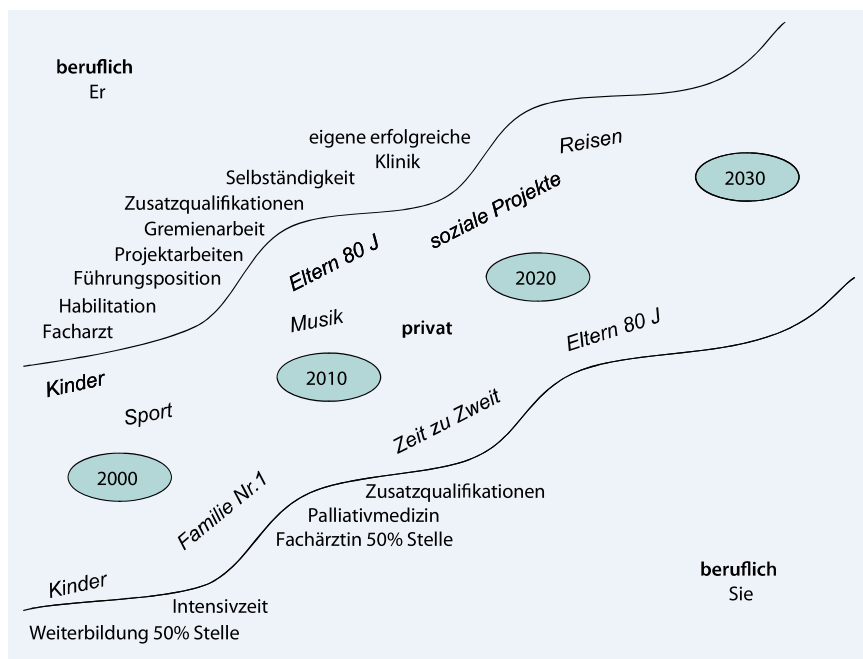 beruflich
Er
eigene erfolgreiche
Klinik
Selbständigkeit
Zusatzqualifikationen
Gremienarbeit
Projektarbeiten
Führungsposition
Habilitation
Facharzt
Reisen
2030
soziale Projekte
Eltern 80 J
2020
Musik
privat
Eltern 80 J
2010
Kinder
Sport
Zeit zu Zweit
2000
Familie Nr.1
Kinder
Zusatzqualifikationen
Palliativmedizin
Fachärztin 50% Stelle
Intensivzeit
Weiterbildung 50% Stelle
beruflich
Sie